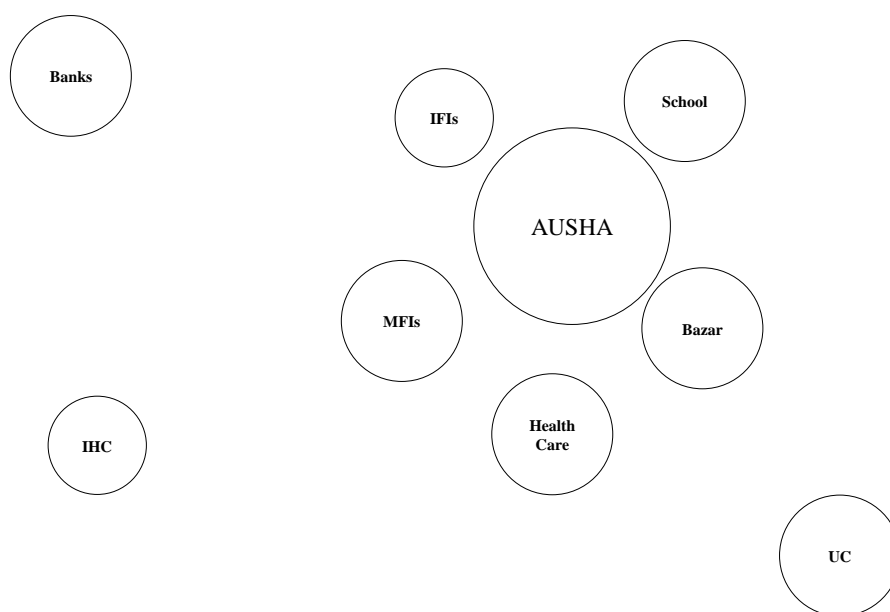 Banks
School
IFIs
AUSHA
MFIs
Bazar
Health
Care
IHC
UC